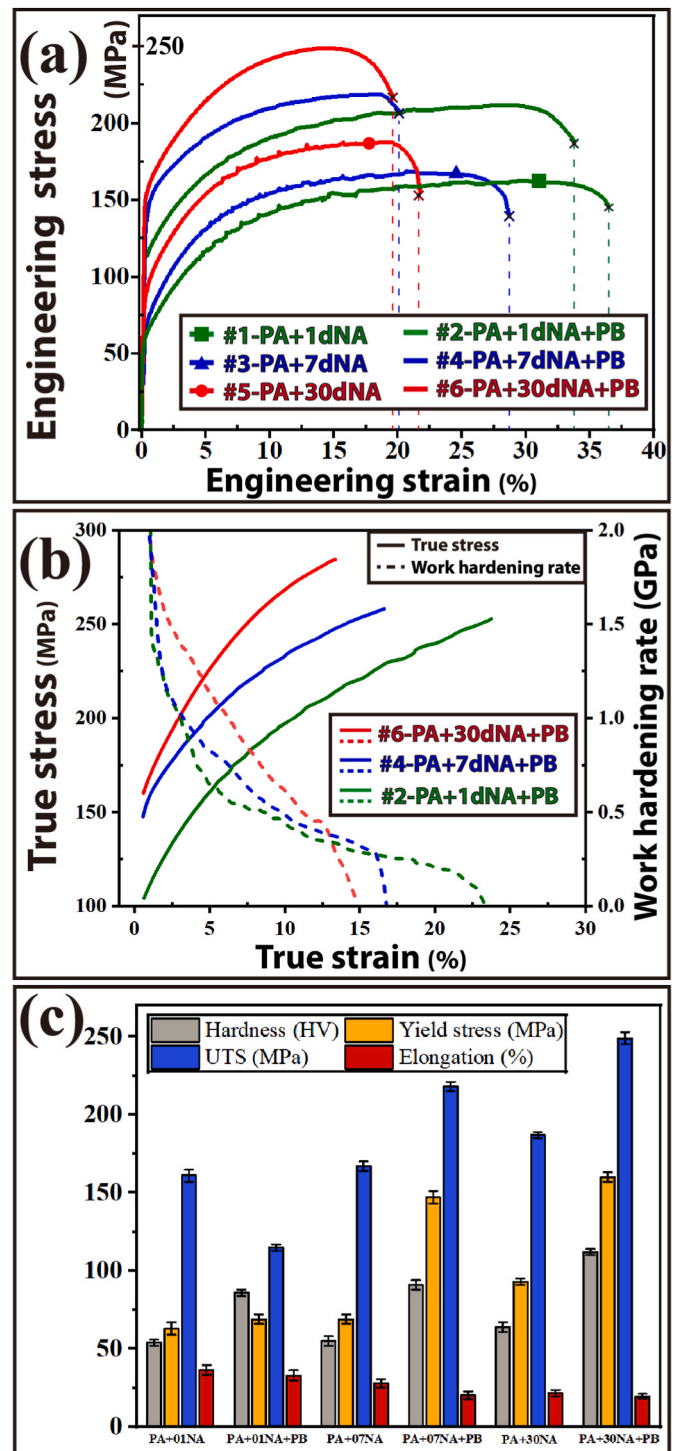 (a)
Engineering stress (MPa)
250
200
150
100
50
0
#1-PA+1dNA #2-PA+1dNA+PB
#3-PA+7dNA #4-PA+7dNA+PB
#5-PA+30dNA #6-PA+30dNA+PB
0 5 10 15 20 25 30 35 40
Engineering strain (%)
(b)
True stress (MPa)
300
250
200
150
100
True stress
Work hardening rate
#6-PA+30dNA+PB
#4-PA+7dNA+PB
#2-PA+1dNA+PB
2.0
1.5
1.0
0.5
0.0
Work hardening rate (GPa)
5 10 15 20 25 30
True strain (%)
(c)
Hardness (HV) Yield stress (MPa)
UTS (MPa) Elongation (%)
250
200
150
100
50
0
PA+01NA PA+01NA+PB PA+07NA PA+07NA+PB PA+30NA PA+30NA+PB